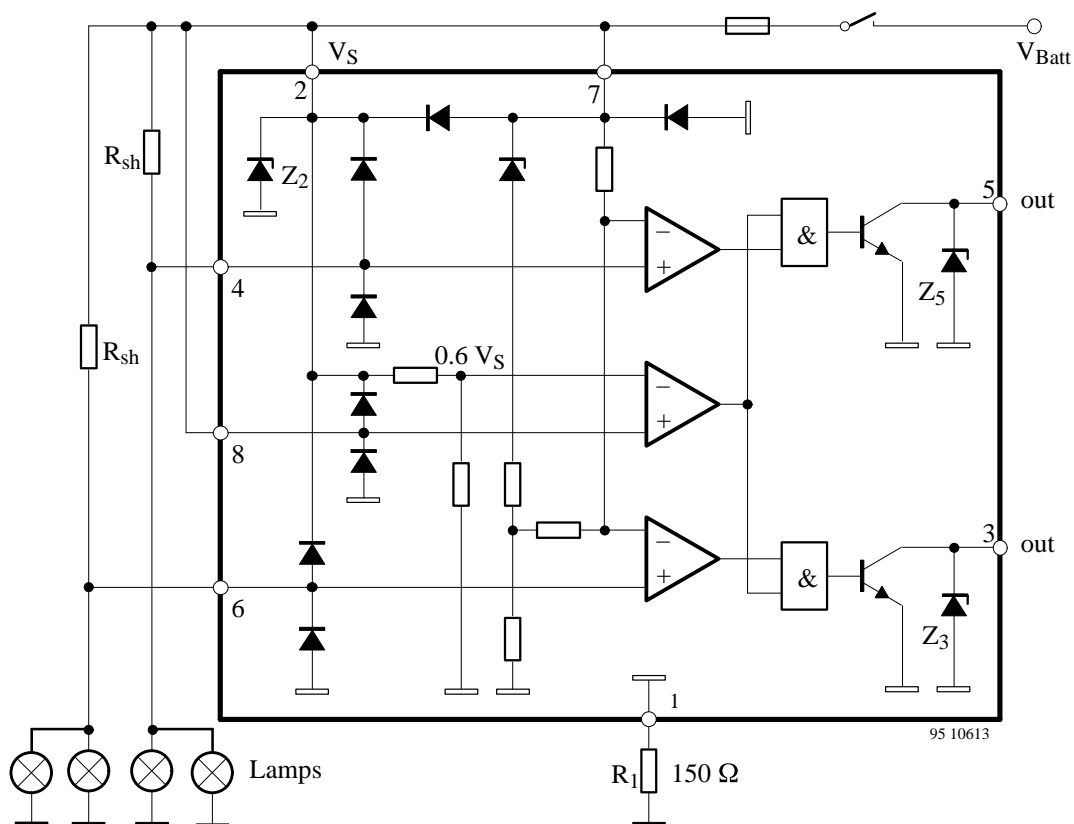 V_S
V_Batt
2
7
R_sh
Z_2
5
out
−
+
&
4
Z_5
R_sh
0.6 V_S
−
+
8
3
out
−
+
&
6
Z_3
1
95 10613
Lamps
R_1
150 Ω